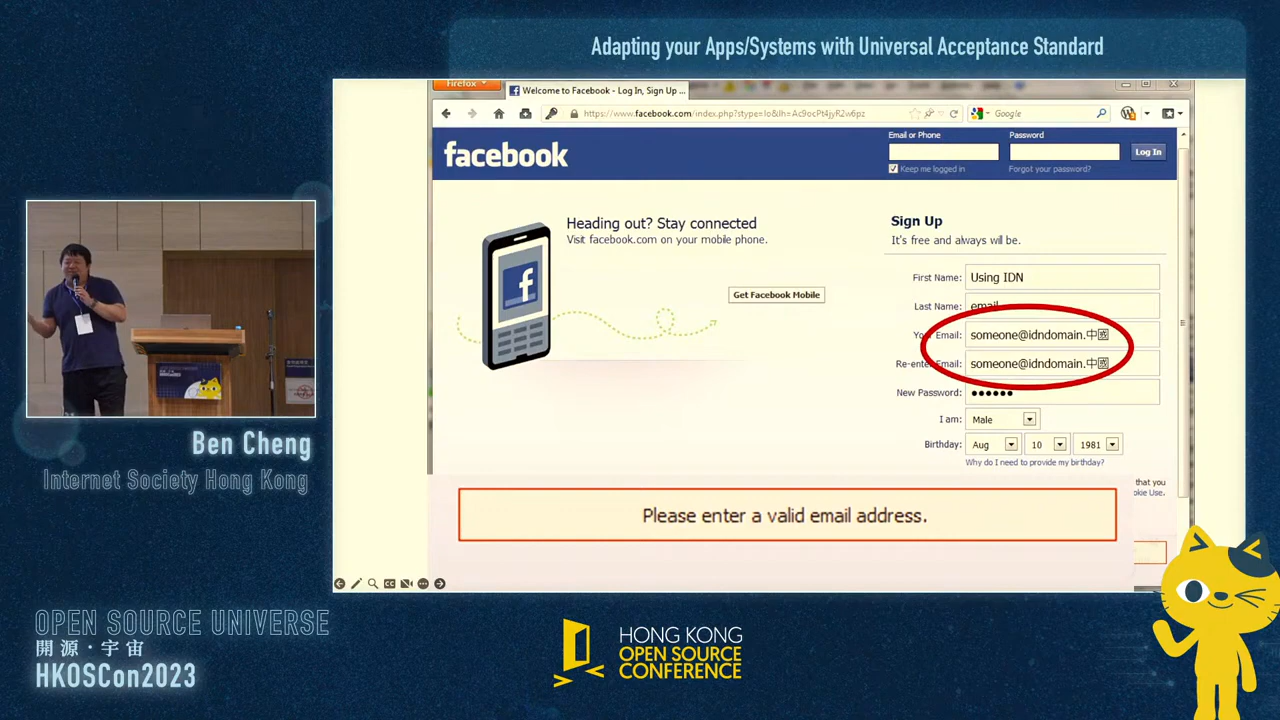 Adapting your Apps/Systems with Universal Acceptance Standard
Firefox
Welcome to Facebook - Log In, Sign Up ...
https://www.facebook.com/index.php?stype=lo&lh=Ac9ocPt4jyR2w6pz
Google
facebook
Email or Phone
Password
Log In
Keep me logged in
Forgot your password?
Heading out? Stay connected
Visit facebook.com on your mobile phone.
Get Facebook Mobile
Sign Up
It's free and always will be.
First Name: Using IDN
Last Name: email
Your Email: someone@idndomain.中國
Re-enter Email: someone@idndomain.中國
New Password: ●●●●●●
I am: Male
Birthday: Aug 10 1981
Why do I need to provide my birthday?
that you
okie Use.
Please enter a valid email address.
Ben Cheng
Internet Society Hong Kong
OPEN SOURCE UNIVERSE
開源·宇宙
HKOSCon2023
HONG KONG
OPEN SOURCE
CONFERENCE